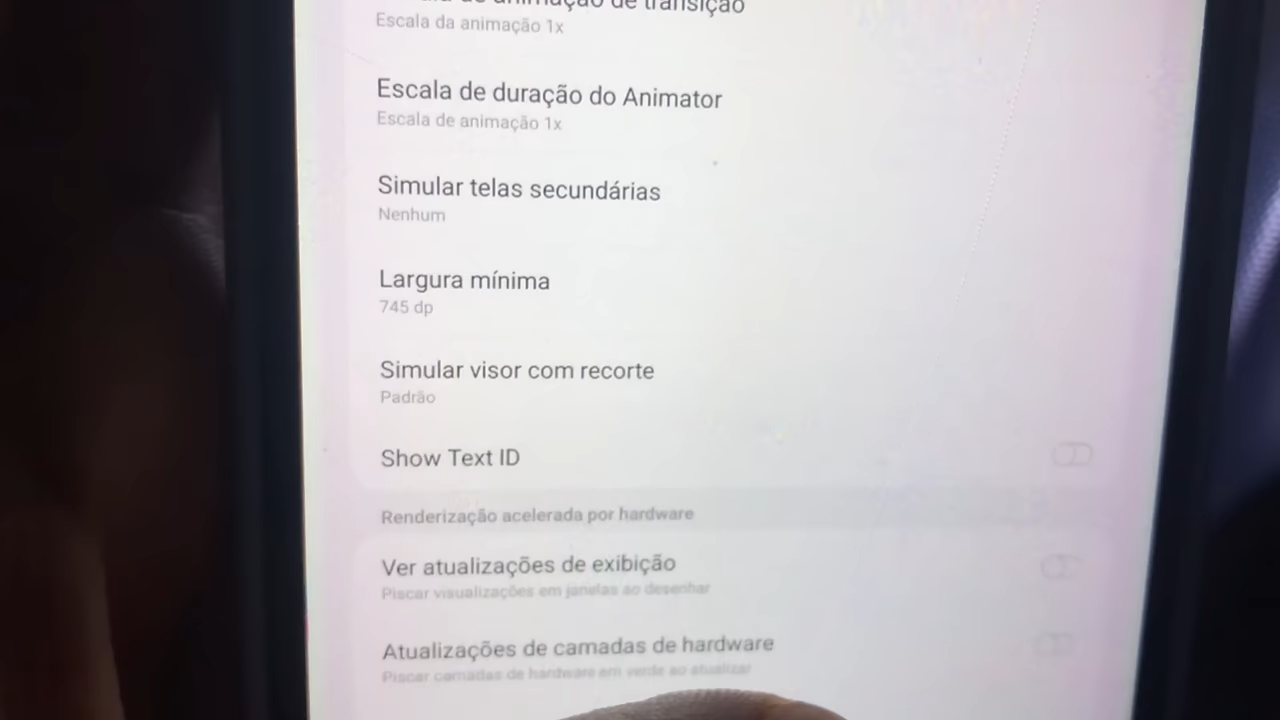 de animação de transição
Escala da animação 1x
Escala de duração do Animator
Escala de animação 1x
Simular telas secundárias
Nenhum
Largura mínima
745 dp
Simular visor com recorte
Padrão
Show Text ID
Renderização acelerada por hardware
Ver atualizações de exibição
Piscar visualizações em janelas ao desenhar
Atualizações de camadas de hardware
Piscar camadas de hardware em verde ao atualizar